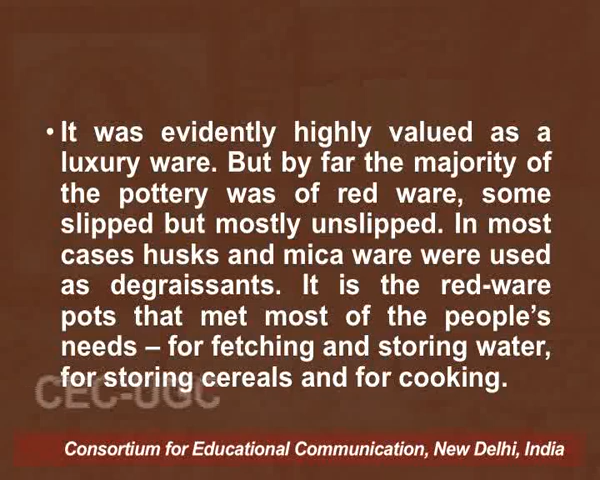 • It was evidently highly valued as a
luxury ware. But by far the majority of
the pottery was of red ware, some
slipped but mostly unslipped. In most
cases husks and mica ware were used
as degraissants. It is the red-ware
pots that met most of the people's
needs – for fetching and storing water,
for storing cereals and for cooking.
CEC-UGC
Consortium for Educational Communication, New Delhi, India